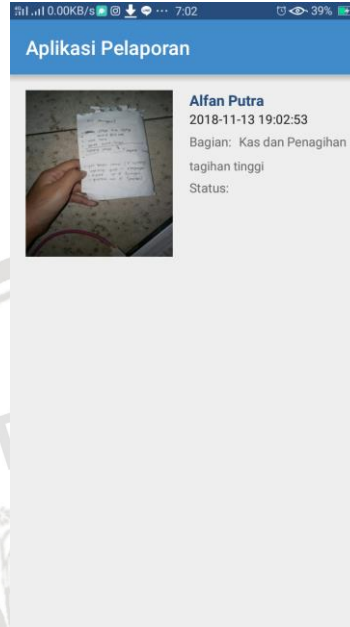 0.00KB/s ··· 7:02 39%
Aplikasi Pelaporan
Alfan Putra
2018-11-13 19:02:53
Bagian: Kas dan Penagihan
tagihan tinggi
Status: